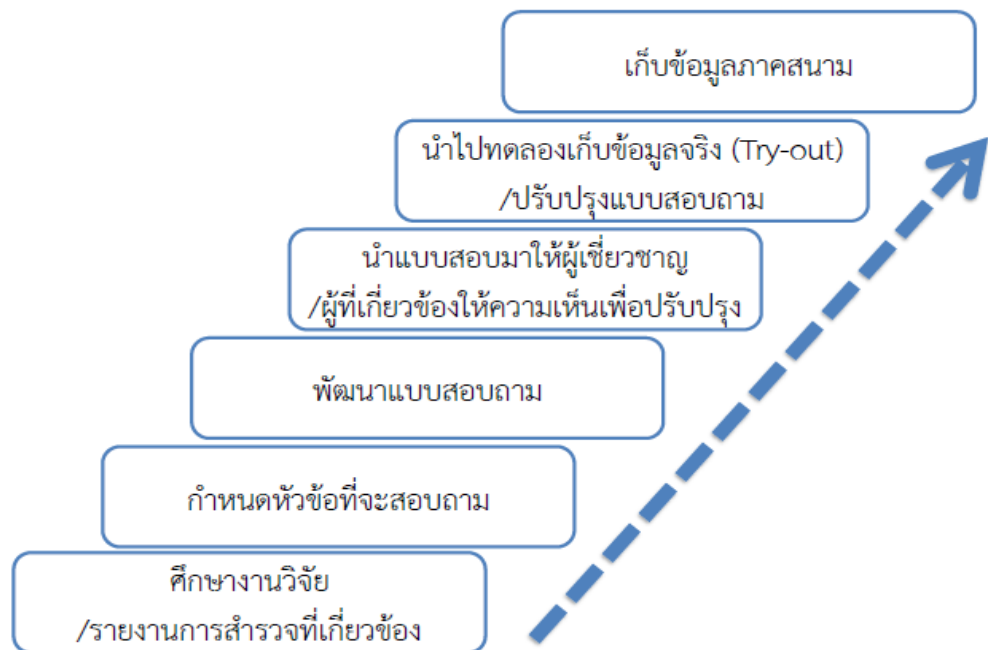 เก็บข้อมูลภาคสนาม
นำไปทดลองเก็บข้อมูลจริง (Try-out)
/ปรับปรุงแบบสอบถาม
นำแบบสอบมาให้ผู้เชี่ยวชาญ
/ผู้ที่เกี่ยวข้องให้ความเห็นเพื่อปรับปรุง
พัฒนาแบบสอบถาม
กำหนดหัวข้อที่จะสอบถาม
ศึกษางานวิจัย
/รายงานการสำรวจที่เกี่ยวข้อง